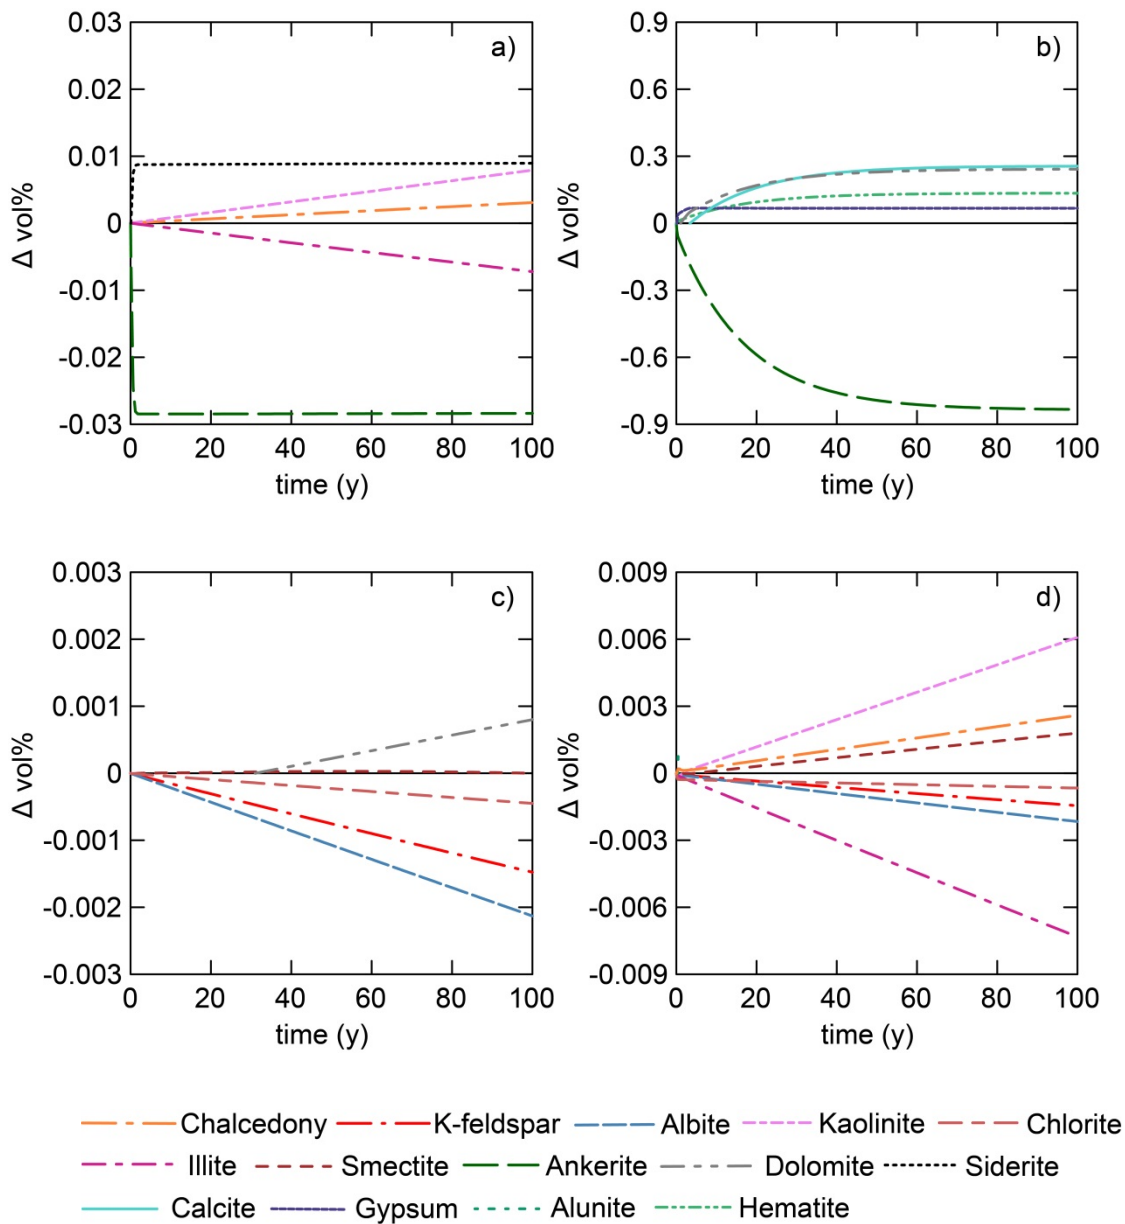 0.03
0.02
0.01
0
-0.01
-0.02
-0.03
Δ vol%
a)
0 20 40 60 80 100
time (y)
0.9
0.6
0.3
0
-0.3
-0.6
-0.9
Δ vol%
b)
0 20 40 60 80 100
time (y)
0.003
0.002
0.001
0
-0.001
-0.002
-0.003
Δ vol%
c)
0 20 40 60 80 100
time (y)
0.009
0.006
0.003
0
-0.003
-0.006
-0.009
Δ vol%
d)
0 20 40 60 80 100
time (y)
Chalcedony K-feldspar Albite Kaolinite Chlorite
Illite Smectite Ankerite Dolomite Siderite
Calcite Gypsum Alunite Hematite